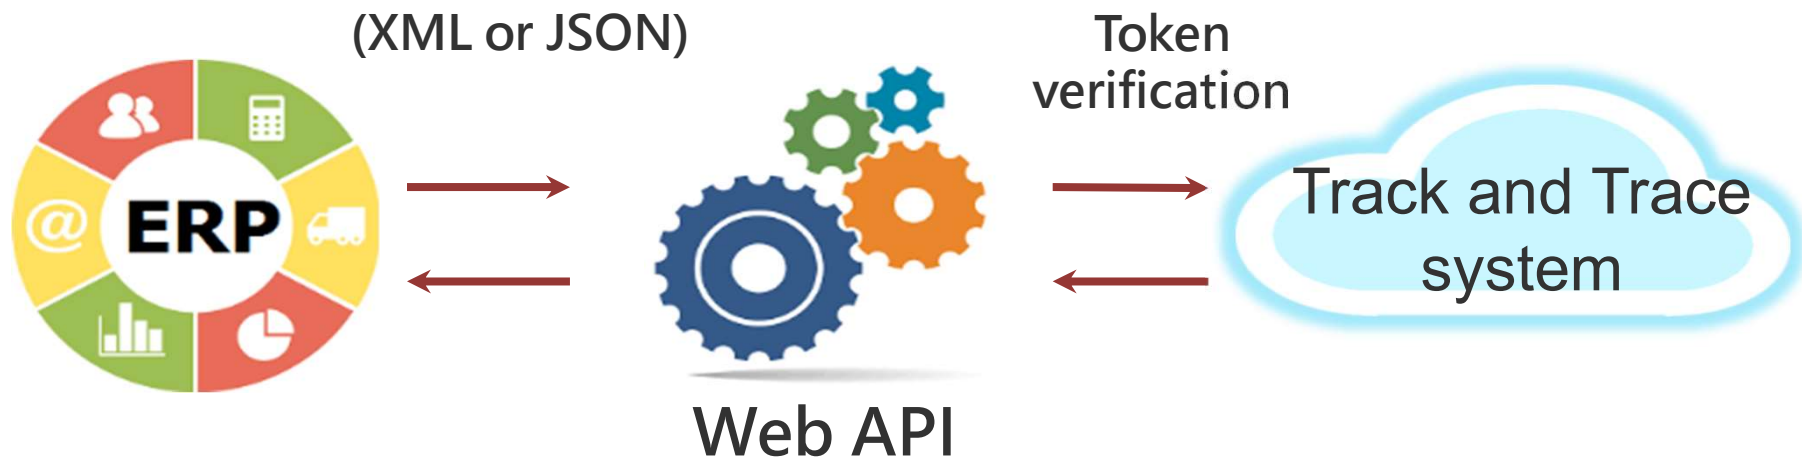 (XML or JSON)
Token
verification
@
ERP
Track and Trace
system
Web API